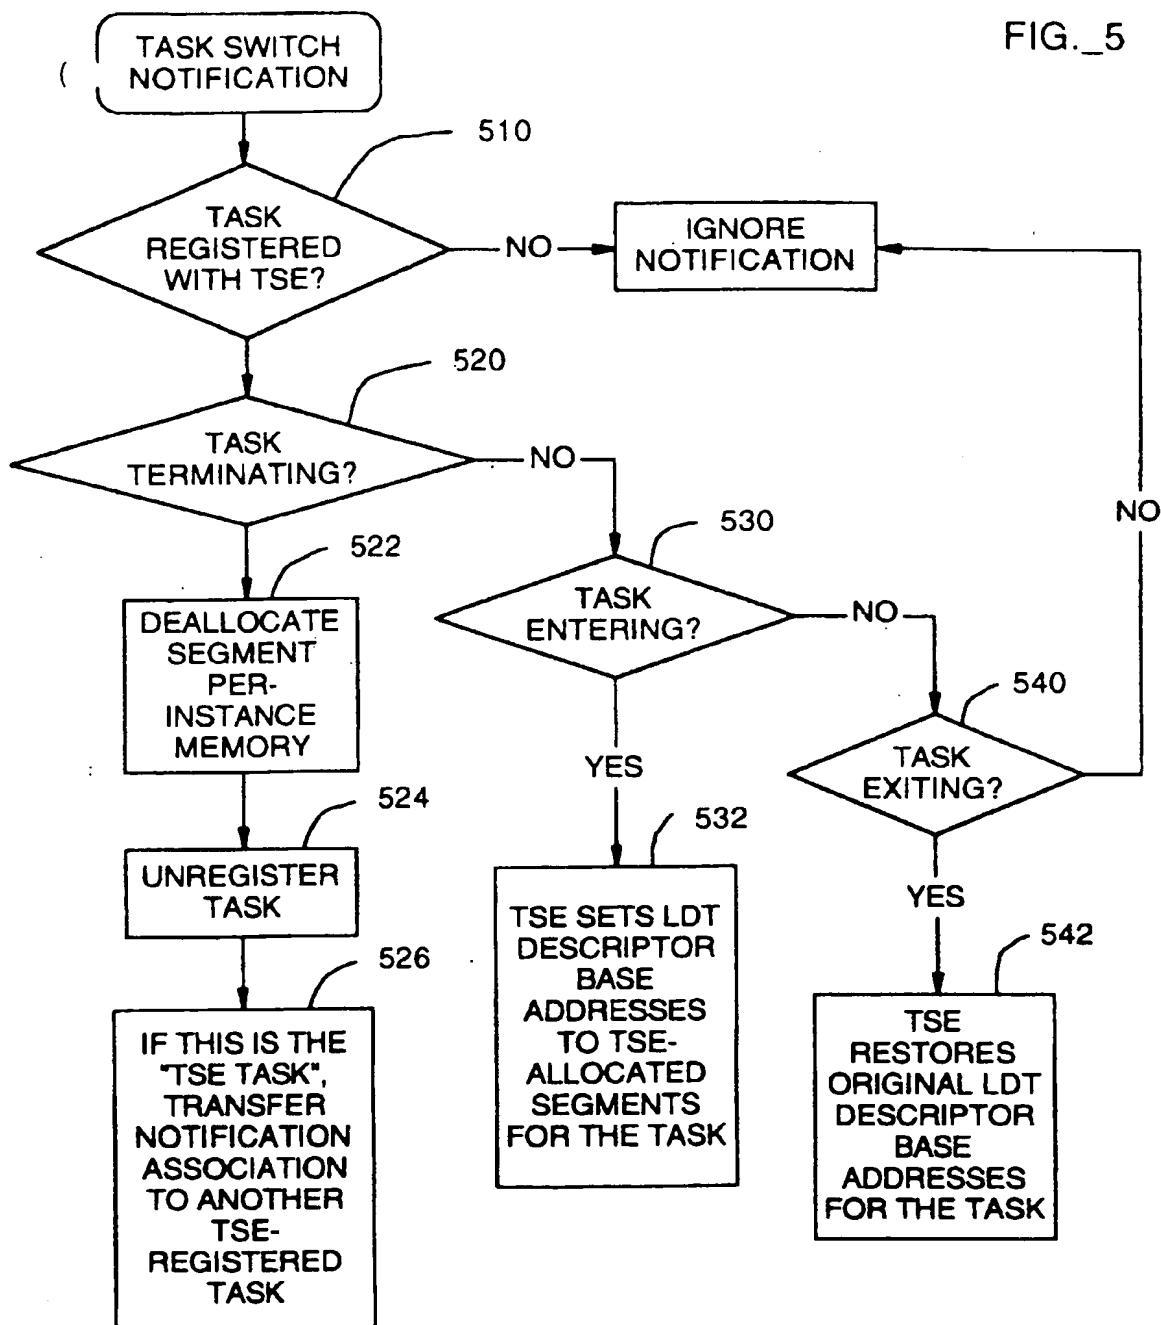 FIG._5
TASK SWITCH
NOTIFICATION
510
TASK
REGISTERED
WITH TSE?
NO
IGNORE
NOTIFICATION
520
TASK
TERMINATING?
NO
NO
522
DEALLOCATE
SEGMENT
PER-
INSTANCE
MEMORY
530
TASK
ENTERING?
NO
540
TASK
EXITING?
YES
524
UNREGISTER
TASK
532
TSE SETS LDT
DESCRIPTOR
BASE
ADDRESSES
TO TSE-
ALLOCATED
SEGMENTS
FOR THE TASK
YES
542
TSE
RESTORES
ORIGINAL LDT
DESCRIPTOR
BASE
ADDRESSES
FOR THE TASK
526
IF THIS IS THE
"TSE TASK",
TRANSFER
NOTIFICATION
ASSOCIATION
TO ANOTHER
TSE-
REGISTERED
TASK